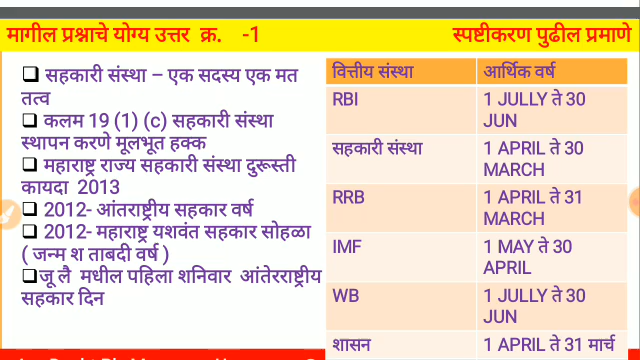 मागील प्रश्नाचे योग्य उत्तर क्र. -1 स्पष्टीकरण पुढील प्रमाणे
सहकारी संस्था – एक सदस्य एक मत
तत्व
कलम 19 (1) (c) सहकारी संस्था
स्थापन करणे मूलभूत हक्क
महाराष्ट्र राज्य सहकारी संस्था दुरूस्ती
कायदा 2013
2012- आंतराष्ट्रीय सहकार वर्ष
2012- महाराष्ट्र यशवंत सहकार सोहळा
( जन्म श ताबदी वर्ष )
जू लै मधील पहिला शनिवार आंतेरराष्ट्रीय
सहकार दिन
वित्तीय संस्था आर्थिक वर्ष
RBI 1 JULLY ते 30
JUN
सहकारी संस्था 1 APRIL ते 30
MARCH
RRB 1 APRIL ते 31
MARCH
IMF 1 MAY ते 30
APRIL
WB 1 JULLY ते 30
JUN
शासन 1 APRIL ते 31 मार्च